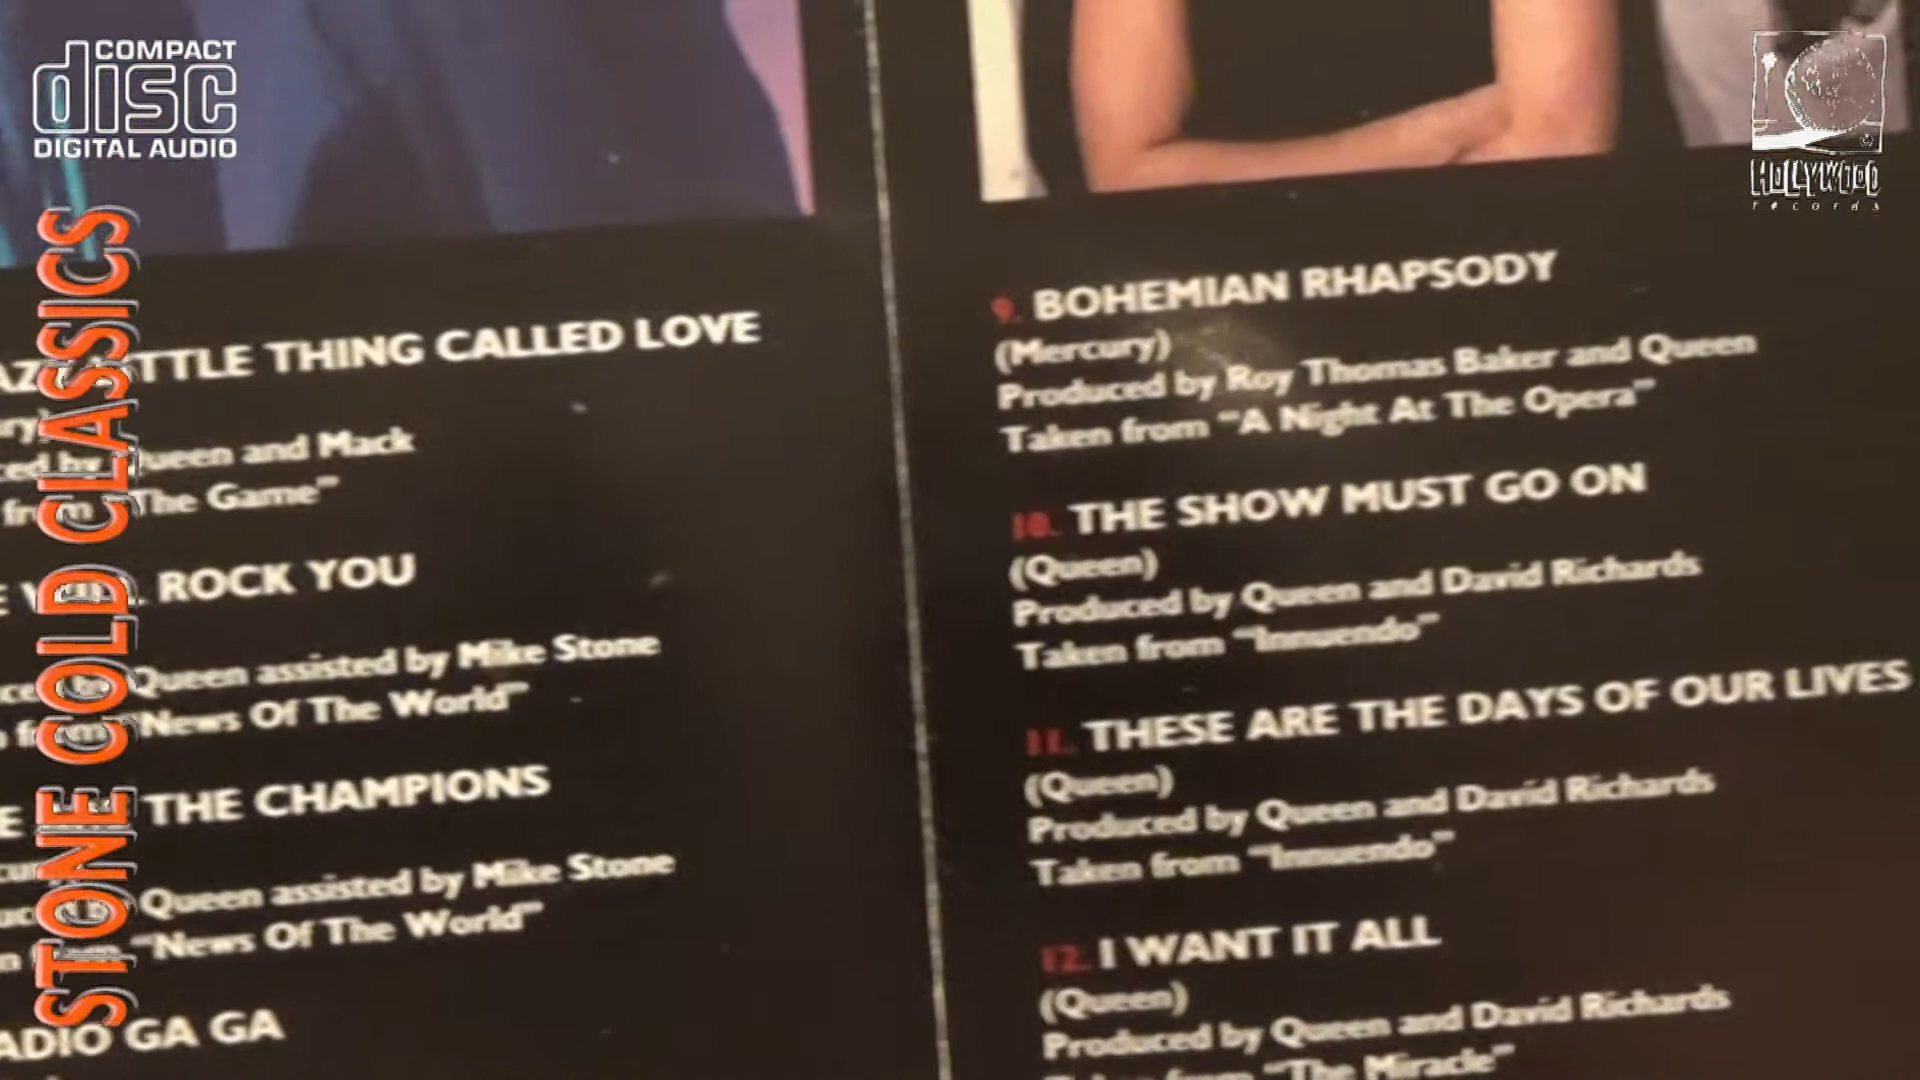 COMPACT
disc
DIGITAL AUDIO
STONE COLD CLASSICS
HOLLYWOOD
records
THING CALLED LOVE
Queen and Mack
The Game"
ROCK YOU
Queen assisted by Mike Stone
"News Of The World"
THE CHAMPIONS
Queen assisted by Mike Stone
"News Of The World"
GA GA
9. BOHEMIAN RHAPSODY
(Mercury)
Produced by Roy Thomas Baker and Queen
Taken from "A Night At The Opera"
10. THE SHOW MUST GO ON
(Queen)
Produced by Queen and David Richards
Taken from "Innuendo"
11. THESE ARE THE DAYS OF OUR LIVES
(Queen)
Produced by Queen and David Richards
Taken from "Innuendo"
12. I WANT IT ALL
(Queen)
Produced by Queen and David Richards
Taken from "The Miracle"